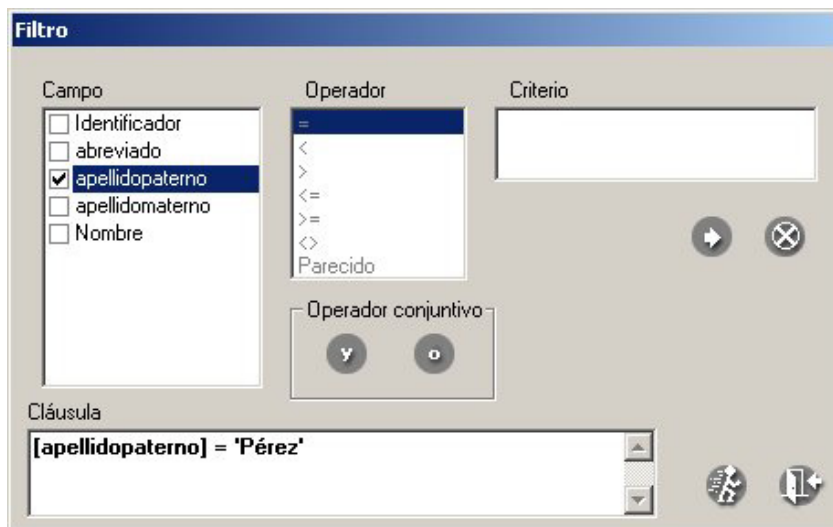 Filtro
Campo
Identificador
abreviado
apellidopaterno
apellidomaterno
Nombre
Operador
=
<
>
<=
>=
<>
Parecido
Criterio
Operador conjuntivo
y
o
Cláusula
[apellidopaterno] = 'Pérez'